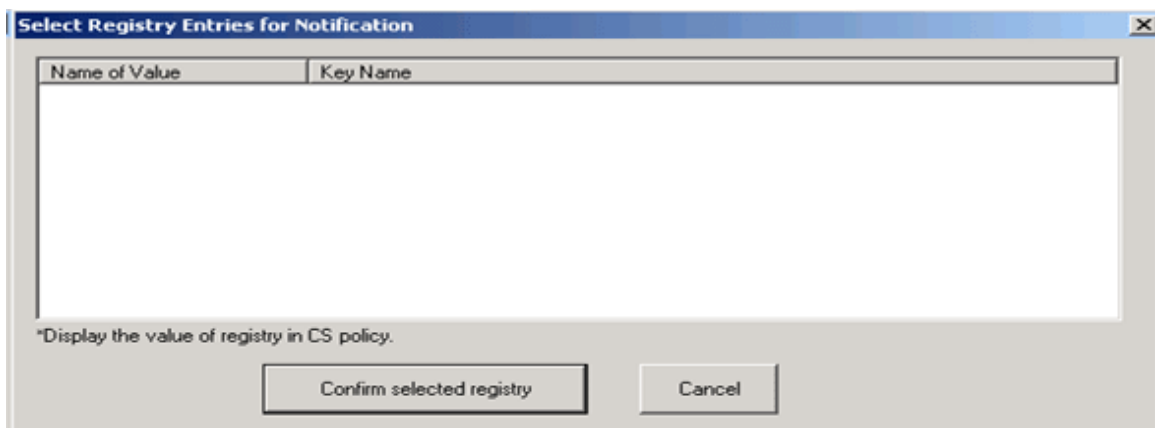 Select Registry Entries for Notification
Name of Value Key Name
*Display the value of registry in CS policy.
Confirm selected registry Cancel